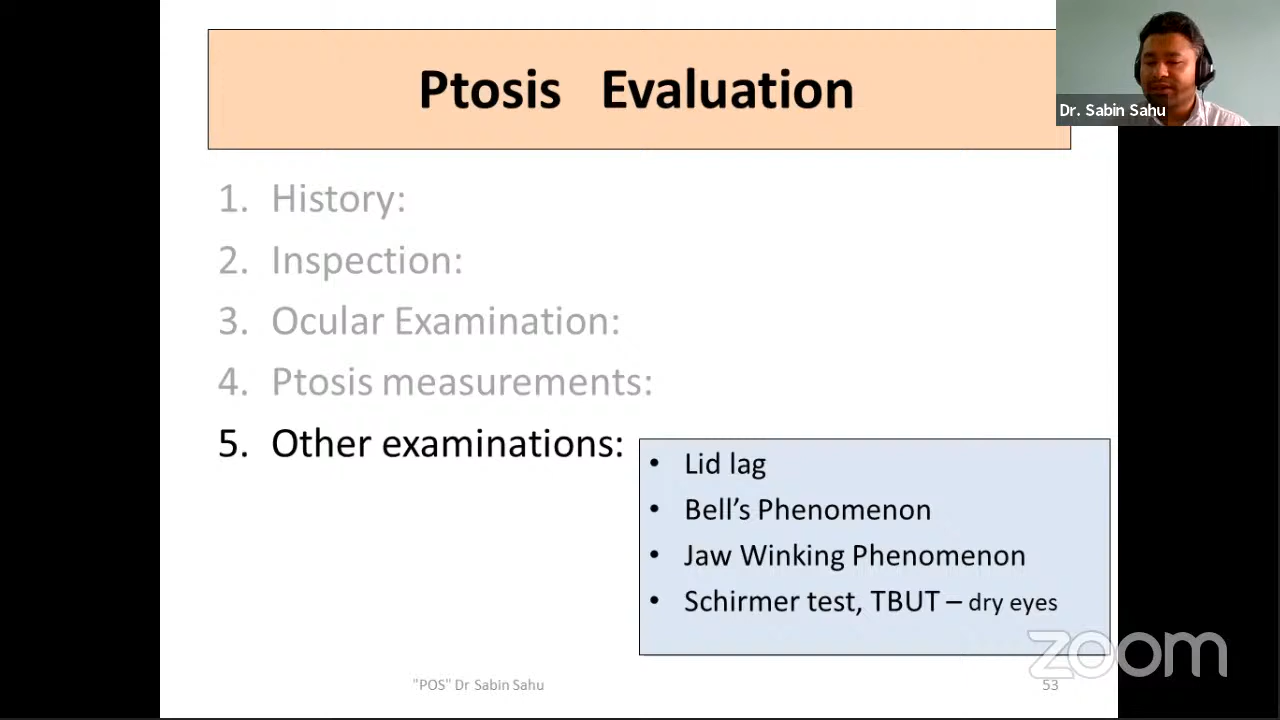 Ptosis Evaluation
Dr. Sabin Sahu
1. History:
2. Inspection:
3. Ocular Examination:
4. Ptosis measurements:
5. Other examinations:
• Lid lag
• Bell’s Phenomenon
• Jaw Winking Phenomenon
• Schirmer test, TBUT – dry eyes
zoom
"POS" Dr Sabin Sahu
53